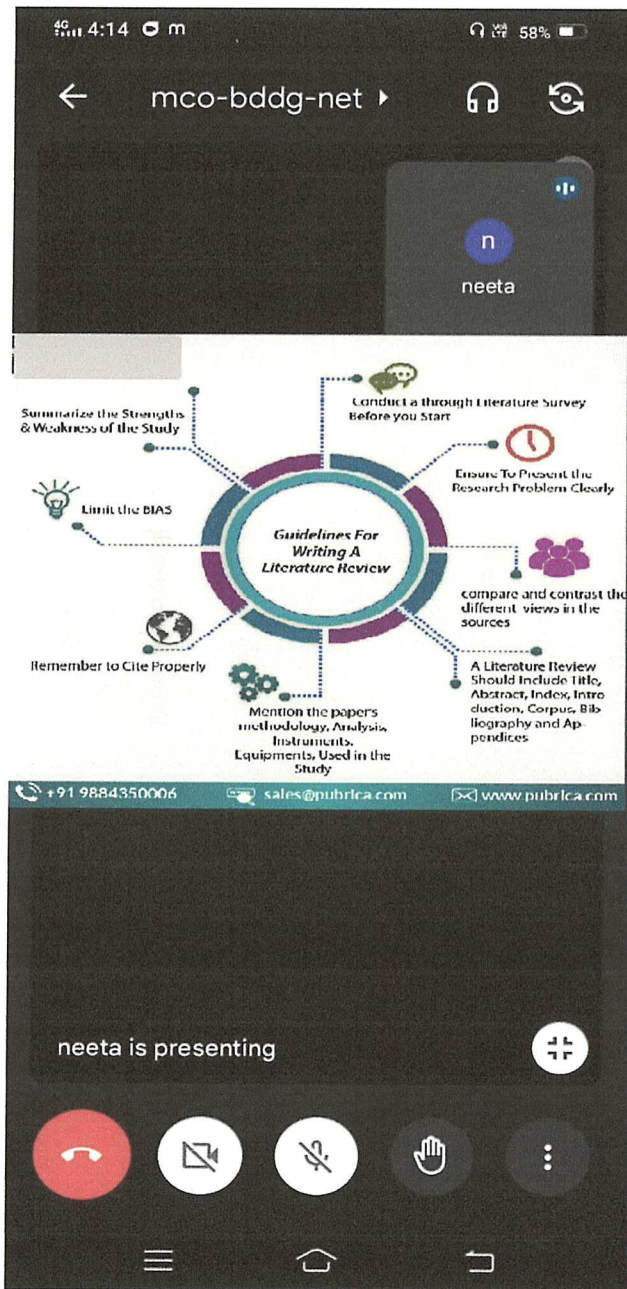 4G 4:14 m VoLTE 58%
mco-bddg-net
n
neeta
Conduct a through Literature Survey
Before you Start
Summarize the Strengths
& Weakness of the Study
Ensure To Present the
Research Problem Clearly
Limit the BIAS
Guidelines For
Writing A
Literature Review
compare and contrast the
different views in the
sources
Remember to Cite Properly
A Literature Review
Should Include Title,
Abstract, Index, Intro
duction, Corpus, Bib
liography and Ap-
pendices
Mention the paper's
methodology, Analysis,
Instruments,
Equipments, Used in the
Study
+91 9884350006 sales@pubrica.com www.pubrica.com
neeta is presenting